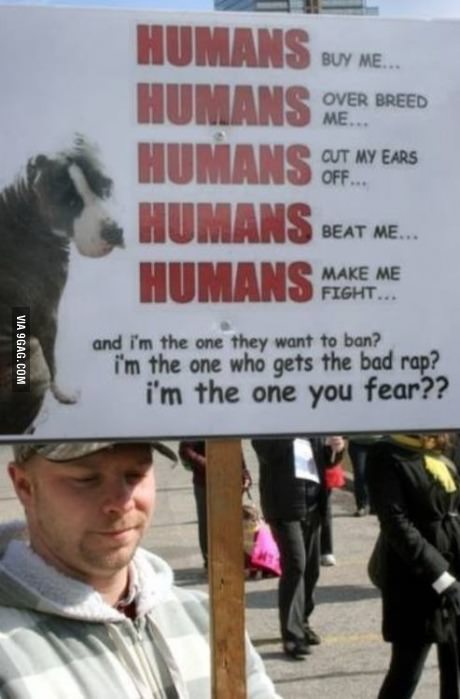 HUMANS BUY ME...
HUMANS OVER BREED
ME...
HUMANS CUT MY EARS
OFF...
HUMANS BEAT ME...
HUMANS MAKE ME
FIGHT...
and i'm the one they want to ban?
i'm the one who gets the bad rap?
i'm the one you fear??
VIA 9GAG.COM